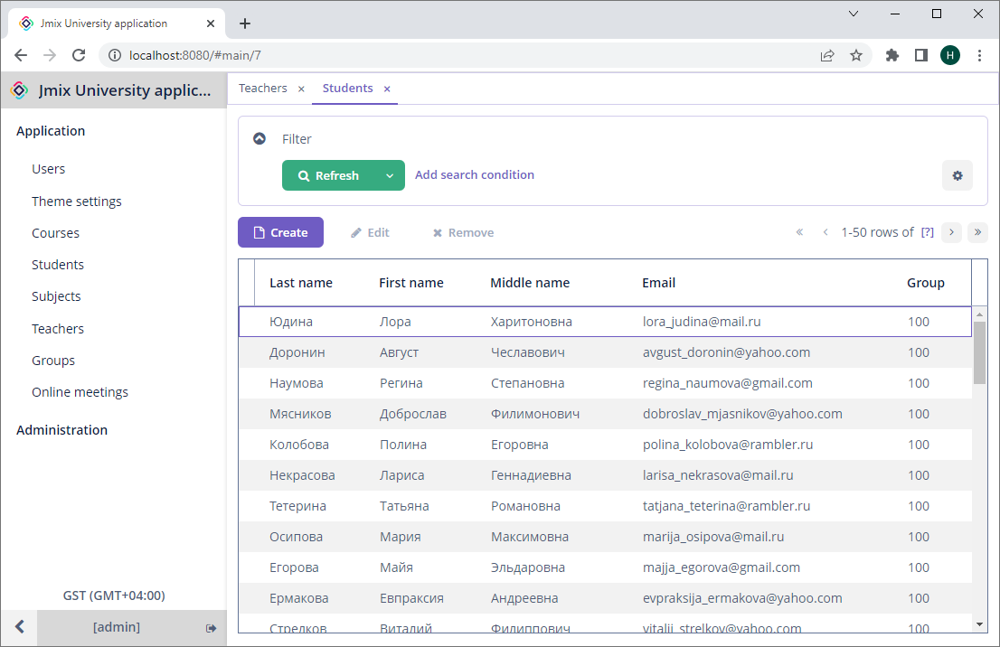 Jmix University application
localhost:8080/#main/7
H
Jmix University applic...
Teachers Students
Application
Users
Theme settings
Courses
Students
Subjects
Teachers
Groups
Online meetings
Administration
GST (GMT+04:00)
[admin]
Filter
Refresh Add search condition
Create Edit Remove 1-50 rows of [?]
Last name First name Middle name Email Group
Юдина Лора Харитоновна lora_judina@mail.ru 100
Доронин Август Чеславович avgust_doronin@yahoo.com 100
Наумова Регина Степановна regina_naumova@gmail.com 100
Мясников Доброслав Филимонович dobroslav_mjasnikov@yahoo.com 100
Колобова Полина Егоровна polina_kolobova@rambler.ru 100
Некрасова Лариса Геннадиевна larisa_nekrasova@mail.ru 100
Тетерина Татьяна Романовна tatjana_teterina@rambler.ru 100
Осипова Мария Максимовна marija_osipova@mail.ru 100
Егорова Майя Эльдаровна majja_egorova@gmail.com 100
Ермакова Евпраксия Андреевна evpraksija_ermakova@yahoo.com 100
Стрелков Виталий Филиппович vitalij_strelkov@yahoo.com 100